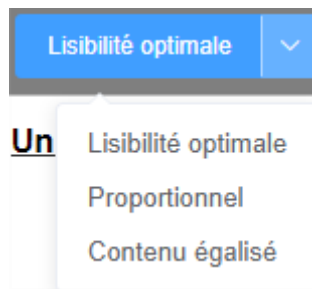 Lisibilité optimale
Un
Lisibilité optimale
Proportionnel
Contenu égalisé